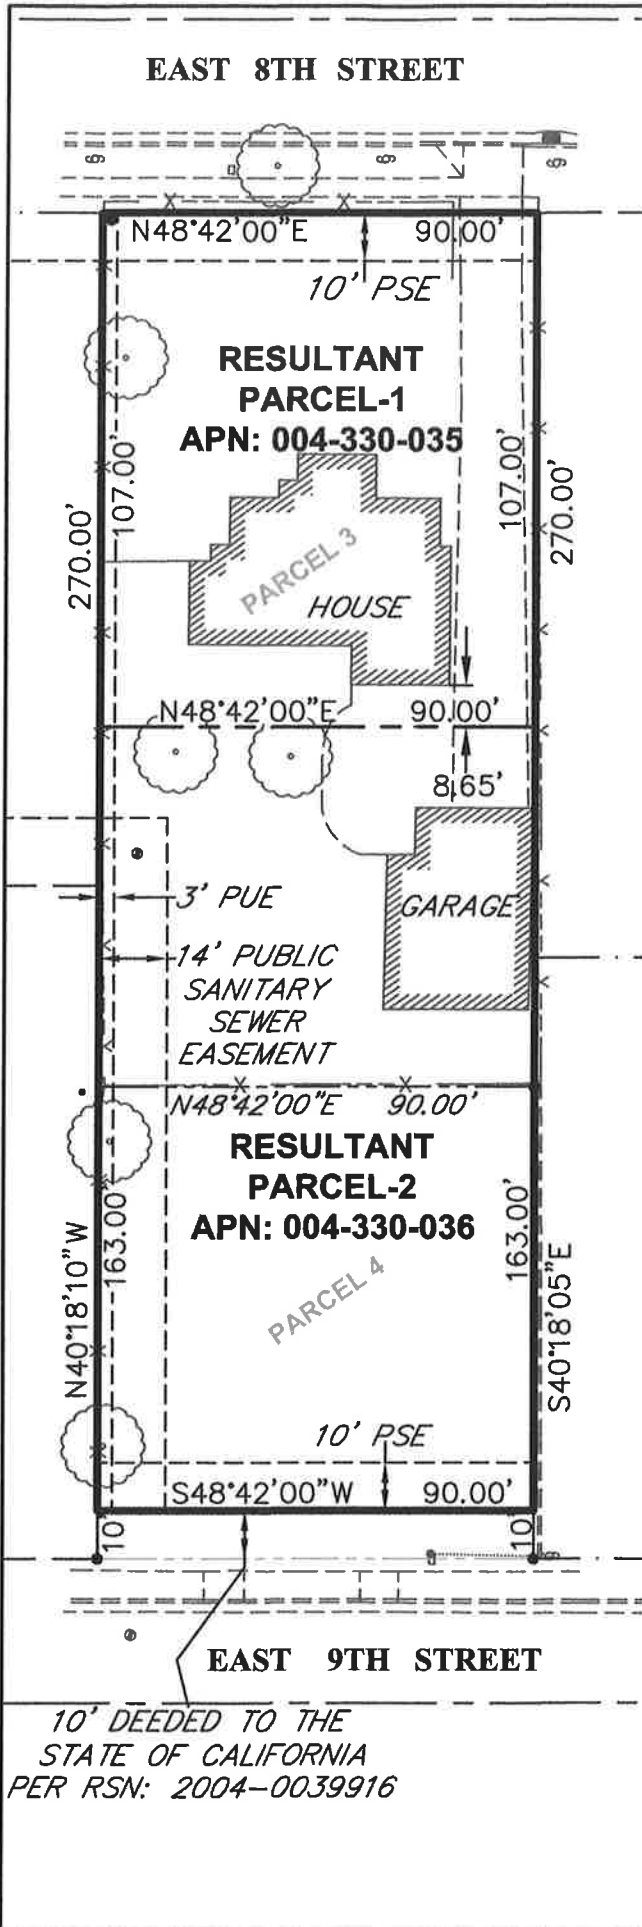 EAST 8TH STREET
N48°42'00"E 90.00'
10' PSE
RESULTANT
PARCEL-1
APN: 004-330-035
270.00'
107.00'
107.00'
270.00'
PARCEL 3
HOUSE
N48°42'00"E 90.00'
8.65'
GARAGE
3' PUE
14' PUBLIC
SANITARY
SEWER
EASEMENT
N48°42'00"E 90.00'
RESULTANT
PARCEL-2
APN: 004-330-036
N40°18'10"W
163.00'
163.00'
S40°18'05"E
PARCEL 4
10' PSE
S48°42'00"W 90.00'
10'
10'
EAST 9TH STREET
10' DEEDED TO THE
STATE OF CALIFORNIA
PER RSN: 2004-0039916